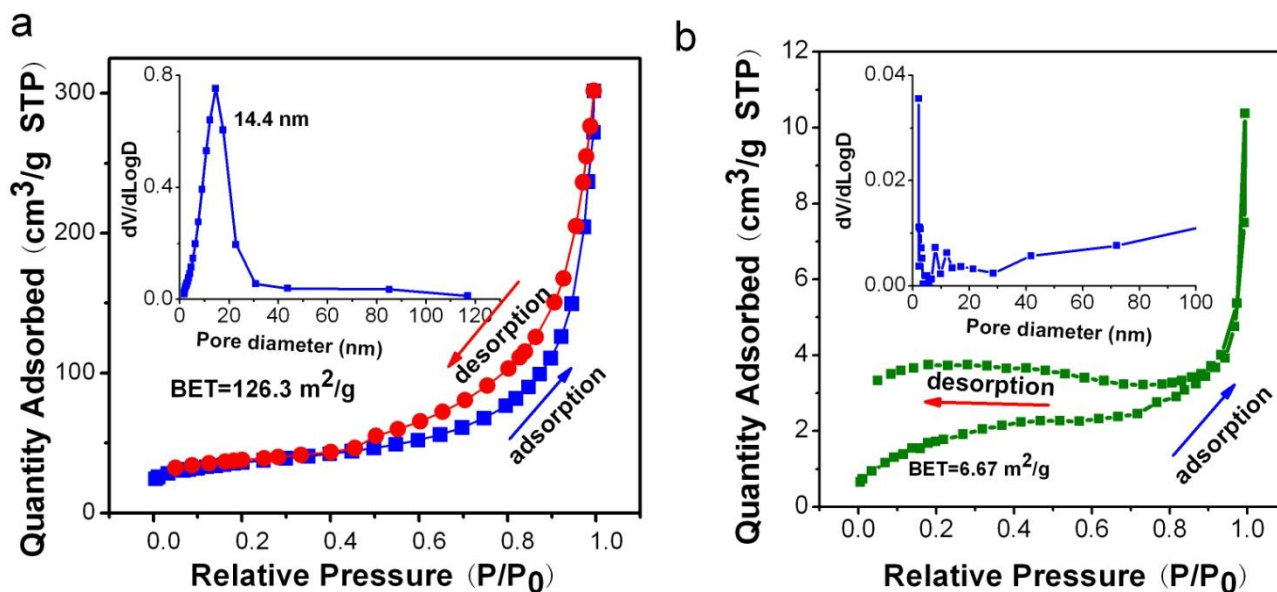 a
Quantity Adsorbed (cm³/g STP)
300
200
100
0
0.0 0.2 0.4 0.6 0.8 1.0
Relative Pressure (P/P₀)
dV/dLogD
0.8
0.4
0.0
0 20 40 60 80 100 120
Pore diameter (nm)
14.4 nm
BET=126.3 m²/g
desorption
adsorption
b
Quantity Adsorbed (cm³/g STP)
12
10
8
6
4
2
0
0.0 0.2 0.4 0.6 0.8 1.0
Relative Pressure (P/P₀)
dV/dLogD
0.04
0.02
0.00
0 20 40 60 80 100
Pore diameter (nm)
desorption
BET=6.67 m²/g
adsorption